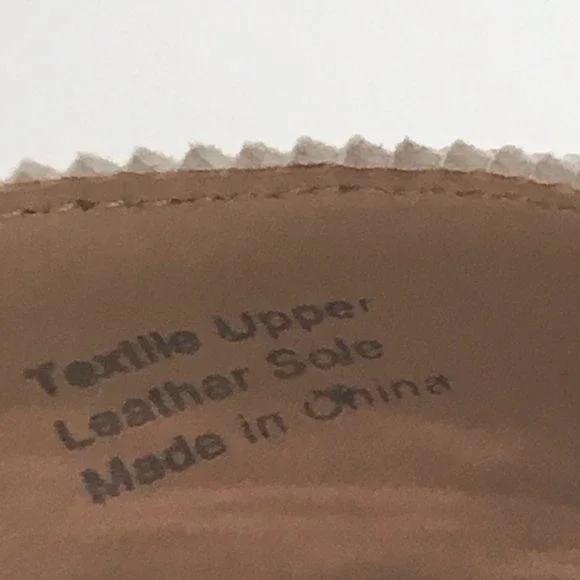 Textile Upper
Leather Sole
Made in China